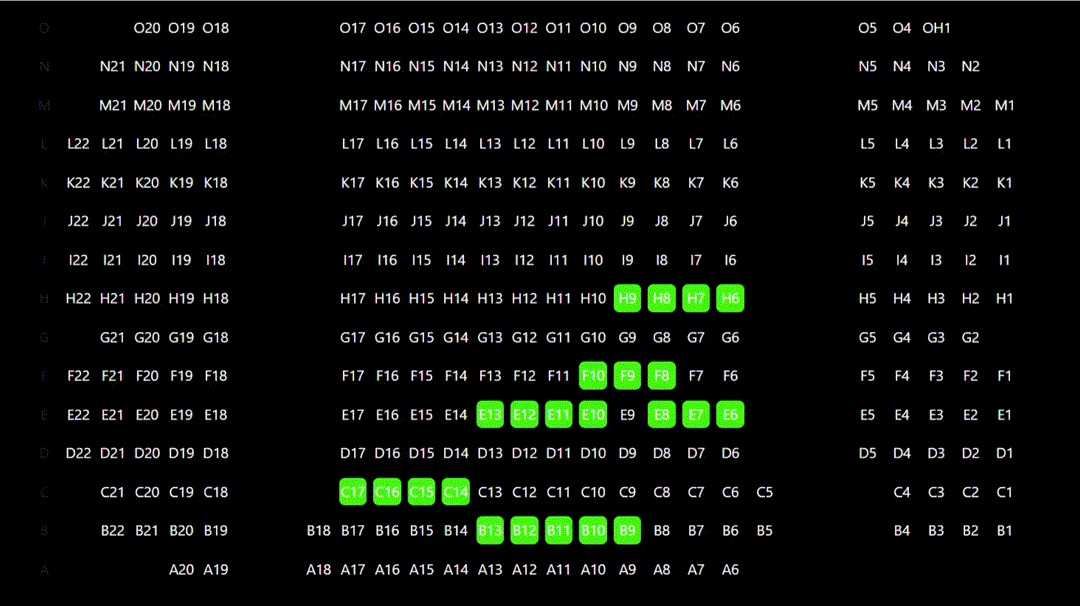 O O20 O19 O18 O17 O16 O15 O14 O13 O12 O11 O10 O9 O8 O7 O6 O5 O4 OH1
N N21 N20 N19 N18 N17 N16 N15 N14 N13 N12 N11 N10 N9 N8 N7 N6 N5 N4 N3 N2
M M21 M20 M19 M18 M17 M16 M15 M14 M13 M12 M11 M10 M9 M8 M7 M6 M5 M4 M3 M2 M1
L L22 L21 L20 L19 L18 L17 L16 L15 L14 L13 L12 L11 L10 L9 L8 L7 L6 L5 L4 L3 L2 L1
K K22 K21 K20 K19 K18 K17 K16 K15 K14 K13 K12 K11 K10 K9 K8 K7 K6 K5 K4 K3 K2 K1
J J22 J21 J20 J19 J18 J17 J16 J15 J14 J13 J12 J11 J10 J9 J8 J7 J6 J5 J4 J3 J2 J1
I I22 I21 I20 I19 I18 I17 I16 I15 I14 I13 I12 I11 I10 I9 I8 I7 I6 I5 I4 I3 I2 I1
H H22 H21 H20 H19 H18 H17 H16 H15 H14 H13 H12 H11 H10 H9 H8 H7 H6 H5 H4 H3 H2 H1
G G21 G20 G19 G18 G17 G16 G15 G14 G13 G12 G11 G10 G9 G8 G7 G6 G5 G4 G3 G2
F F22 F21 F20 F19 F18 F17 F16 F15 F14 F13 F12 F11 F10 F9 F8 F7 F6 F5 F4 F3 F2 F1
E E22 E21 E20 E19 E18 E17 E16 E15 E14 E13 E12 E11 E10 E9 E8 E7 E6 E5 E4 E3 E2 E1
D D22 D21 D20 D19 D18 D17 D16 D15 D14 D13 D12 D11 D10 D9 D8 D7 D6 D5 D4 D3 D2 D1
C C21 C20 C19 C18 C17 C16 C15 C14 C13 C12 C11 C10 C9 C8 C7 C6 C5 C4 C3 C2 C1
B B22 B21 B20 B19 B18 B17 B16 B15 B14 B13 B12 B11 B10 B9 B8 B7 B6 B5 B4 B3 B2 B1
A A20 A19 A18 A17 A16 A15 A14 A13 A12 A11 A10 A9 A8 A7 A6